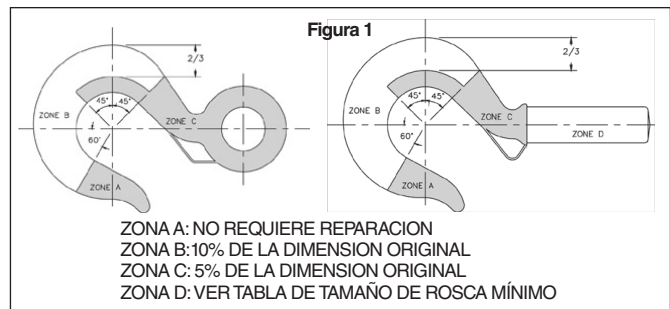 Figura 1
2/3
45° 45°
ZONE B
ZONE C
60°
ZONE A
2/3
45° 45°
ZONE B
ZONE C
ZONE D
60°
ZONE A
ZONA A: NO REQUIERE REPARACION
ZONA B: 10% DE LA DIMENSION ORIGINAL
ZONA C: 5% DE LA DIMENSION ORIGINAL
ZONA D: VER TABLA DE TAMAÑO DE ROSCA MÍNIMO